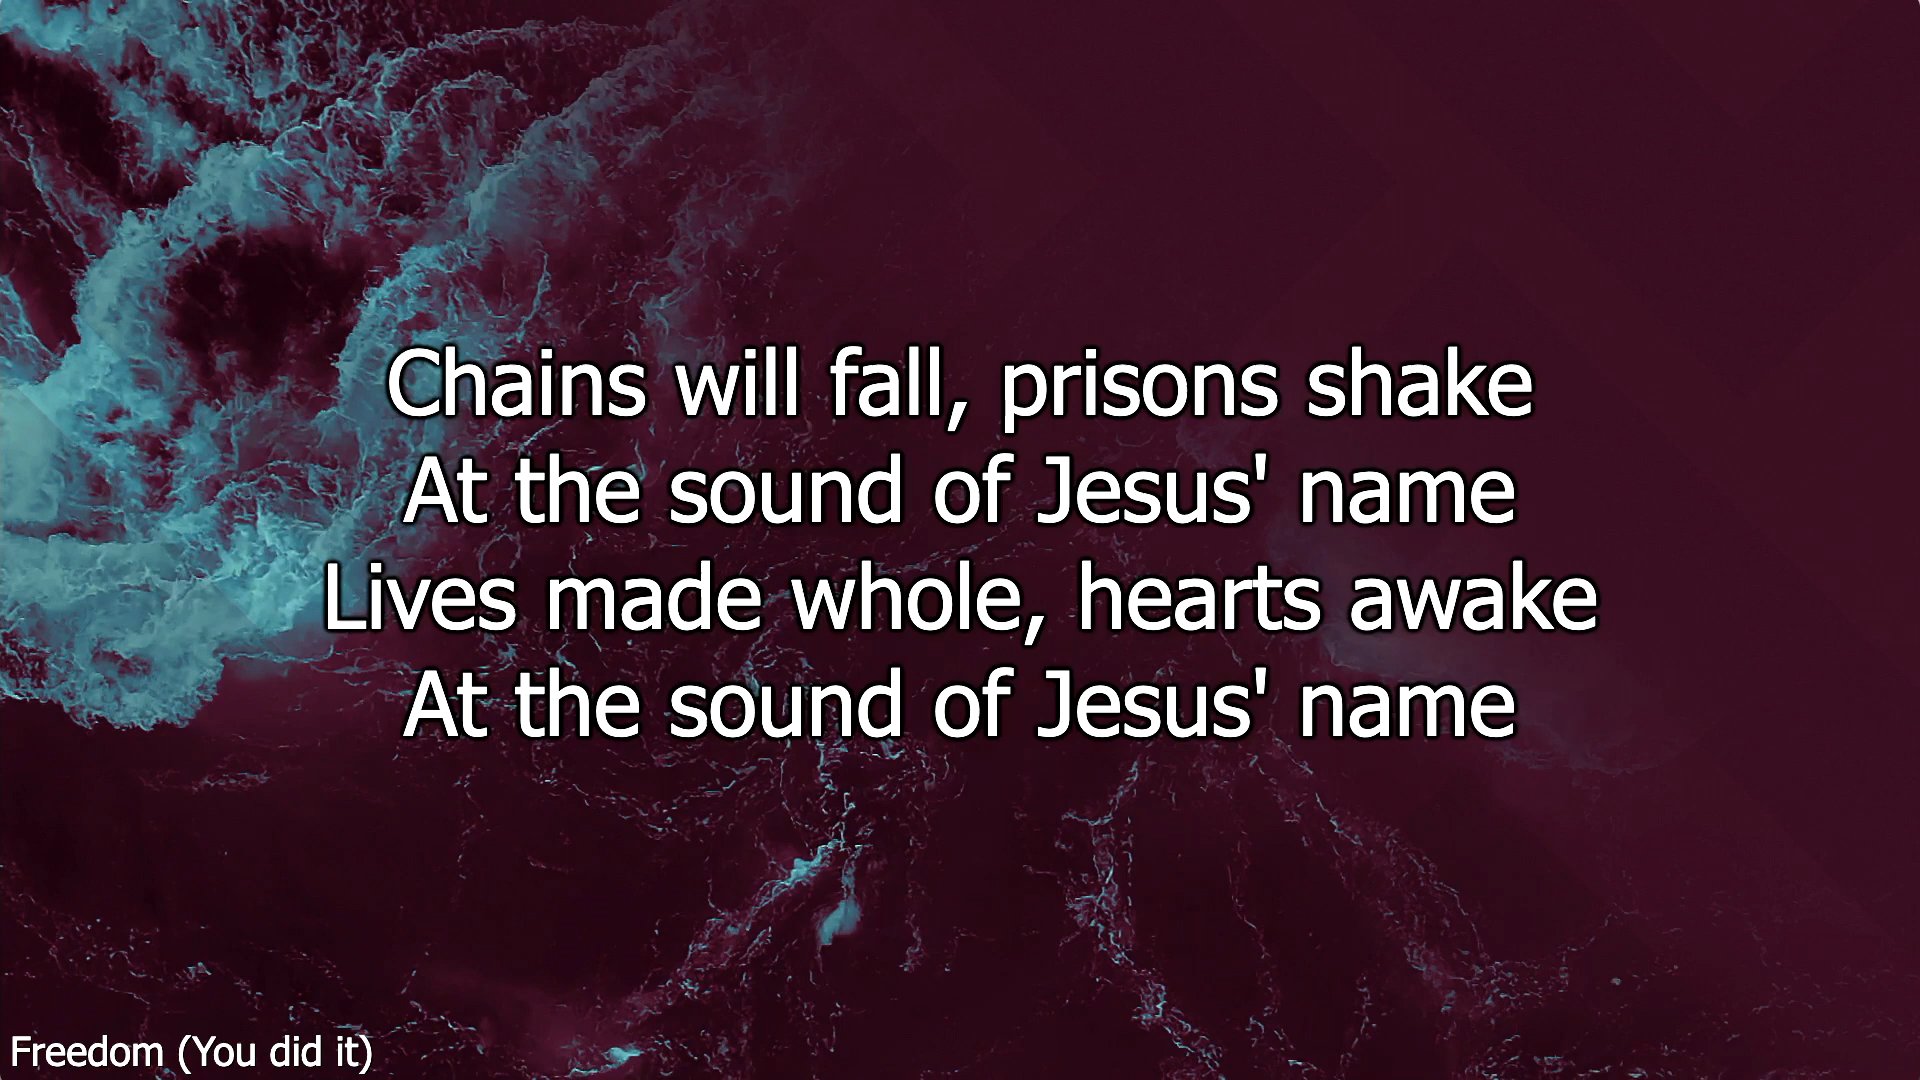 Chains will fall, prisons shake
At the sound of Jesus' name
Lives made whole, hearts awake
At the sound of Jesus' name
Freedom (You did it)